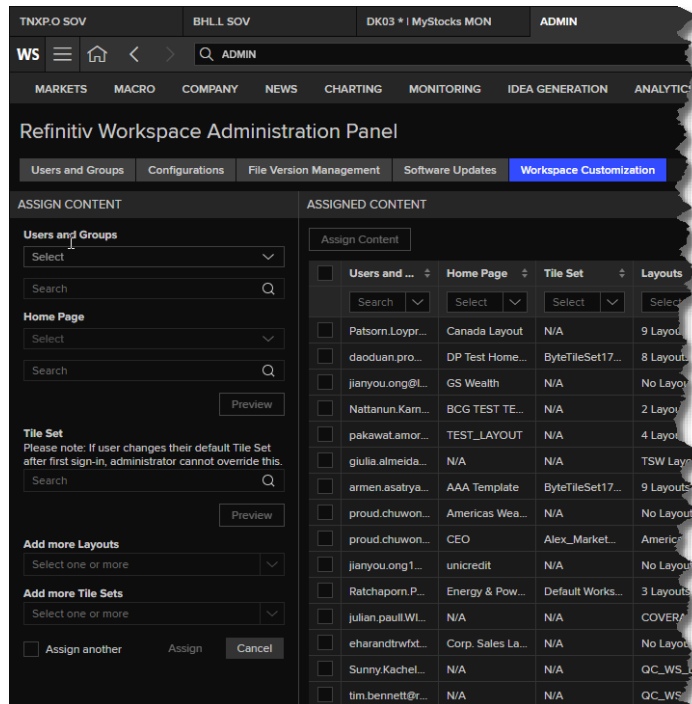 TNXP.O SOV BHI.L SOV DK03 * | MyStocks MON ADMIN
WS ADMIN
MARKETS MACRO COMPANY NEWS CHARTING MONITORING IDEA GENERATION ANALYTICS
Refinitiv Workspace Administration Panel
Users and Groups Configurations File Version Management Software Updates Workspace Customization
ASSIGN CONTENT
Users and Groups
Select
Search
Home Page
Select
Search
Preview
Tile Set
Please note: If user changes their default Tile Set
after first sign-in, administrator cannot override this.
Search
Preview
Add more Layouts
Select one or more
Add more Tile Sets
Select one or more
Assign another Assign Cancel
ASSIGNED CONTENT
Assign Content
Users and ... Home Page Tile Set Layouts
Search Select Select Select
Patsorn.Loypr... Canada Layout N/A 9 Layou
daoduan.pro... DP Test Home... ByteTileSet17... 8 Layouts
jianyou.ong@l... GS Wealth N/A No Layou
Nattanun.Karn... BCG TEST TE... N/A 2 Layou
pakawat.amor... TEST_LAYOUT N/A 4 Layou
giulia.almeida... N/A N/A TSW Layo
armen.asatrya... AAA Template ByteTileSet17... 9 Layouts
proud.chuwon... Americas Wea... N/A No Layout
proud.chuwon... CEO Alex_Market... America
jianyou.ong1... unicredit N/A No Layou
Ratchaporn.P... Energy & Pow... Default Works... 3 Layouts
julian.paull.WI... N/A N/A COVERA
eharandtrwfxt... Corp. Sales La... N/A No Layou
Sunny.Kachel... N/A N/A QC_WS_
tim.bennett@r... N/A N/A QC_WS